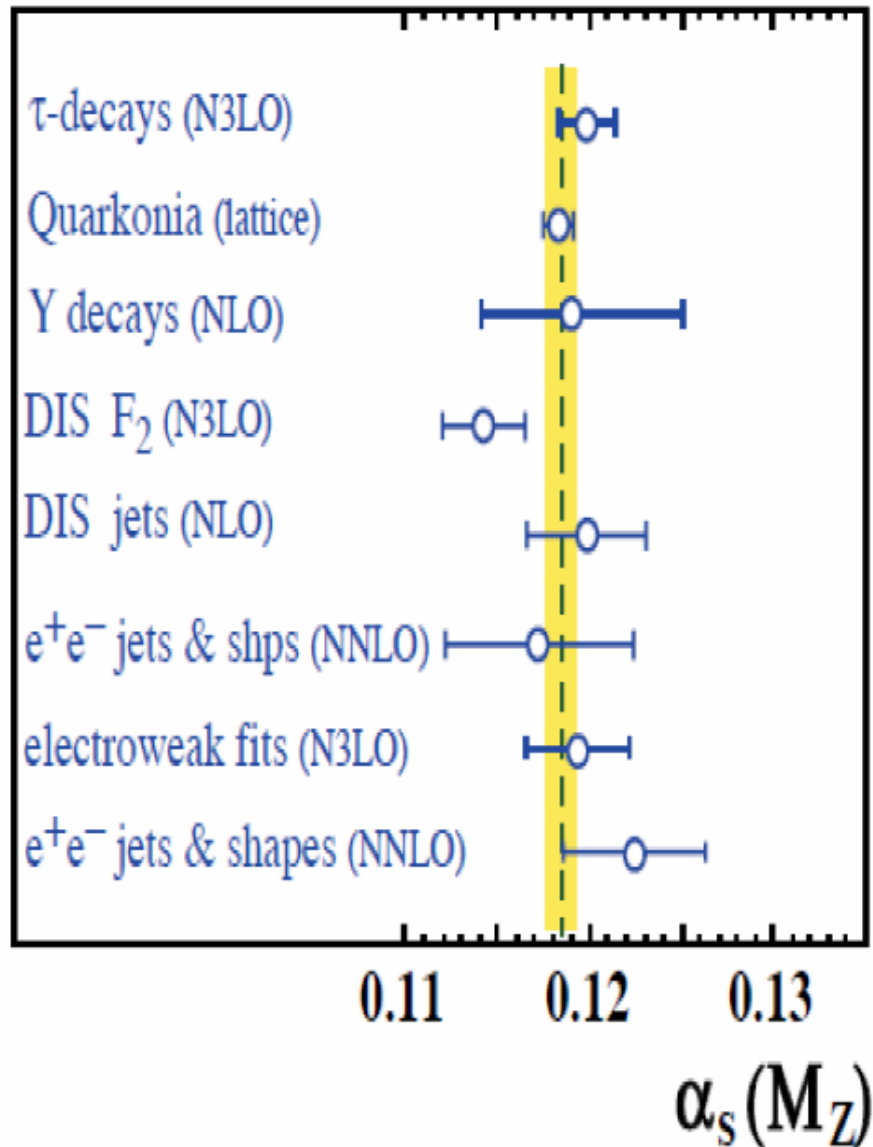 τ-decays (N3LO)
Quarkonia (lattice)
Υ decays (NLO)
DIS F₂ (N3LO)
DIS jets (NLO)
e⁺e⁻ jets & shps (NNLO)
electroweak fits (N3LO)
e⁺e⁻ jets & shapes (NNLO)
0.11 0.12 0.13
αₛ(M_Z)